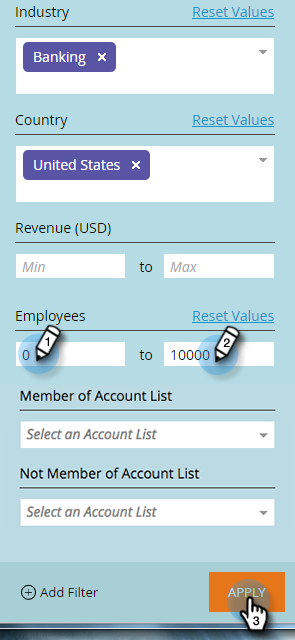 Industry Reset Values
Banking ×
Country Reset Values
United States ×
Revenue (USD)
Min to Max
Employees Reset Values
1 2
0 to 10000
Member of Account List
Select an Account List
Not Member of Account List
Select an Account List
+ Add Filter APPLY
3